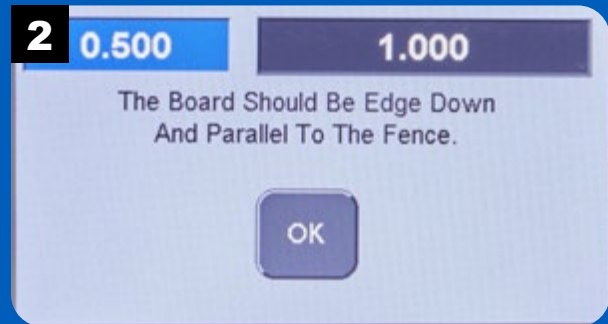 2
0.500 1.000
The Board Should Be Edge Down
And Parallel To The Fence.
OK